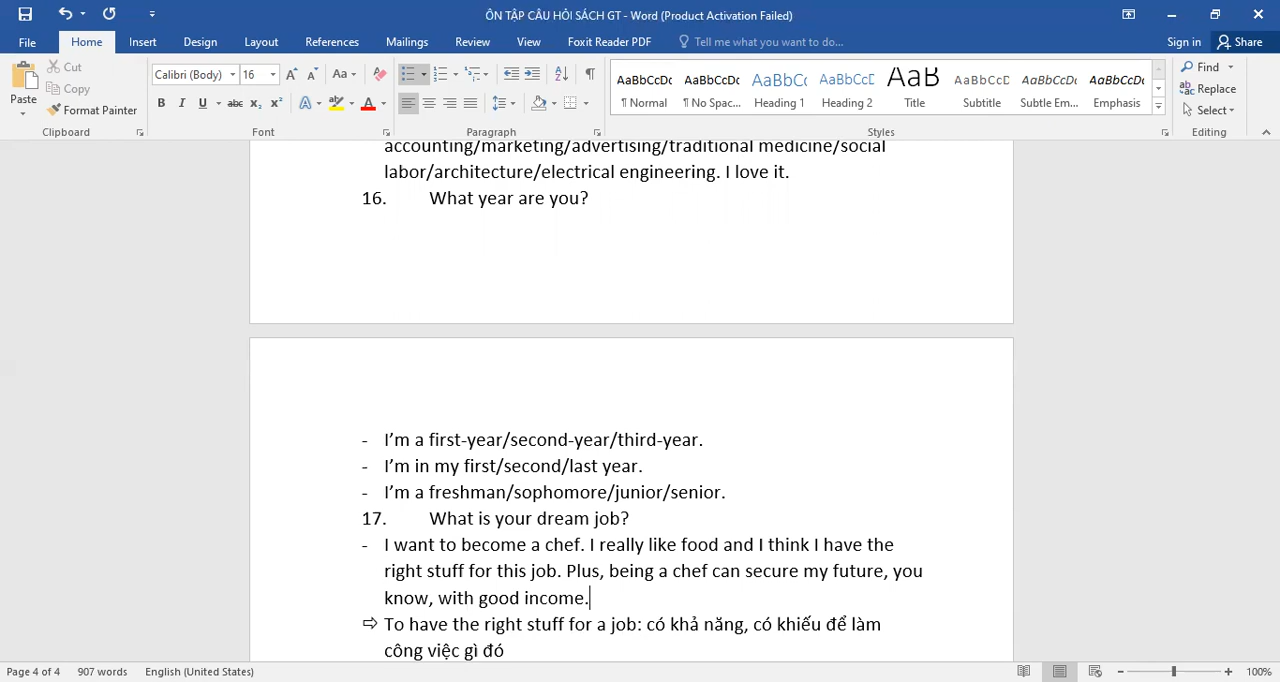 ÔN TẬP CÂU HỎI SÁCH GT - Word (Product Activation Failed)
File Home Insert Design Layout References Mailings Review View Foxit Reader PDF Tell me what you want to do... Sign in Share
Paste
Cut
Copy
Format Painter
Clipboard
Calibri (Body) 16
Font
Paragraph
AaBbCcDc AaBbCcDc AaBbCc AaBbCcD AaB AaBbCcD AaBbCcDc AaBbCcDc
¶ Normal ¶ No Spac... Heading 1 Heading 2 Title Subtitle Subtle Em... Emphasis
Styles
Find
Replace
Select
Editing
accounting/marketing/advertising/traditional medicine/social
labor/architecture/electrical engineering. I love it.
16. What year are you?
- I'm a first-year/second-year/third-year.
- I'm in my first/second/last year.
- I'm a freshman/sophomore/junior/senior.
17. What is your dream job?
- I want to become a chef. I really like food and I think I have the
right stuff for this job. Plus, being a chef can secure my future, you
know, with good income.
⇨ To have the right stuff for a job: có khả năng, có khiếu để làm
công việc gì đó
Page 4 of 4 907 words English (United States) 100%